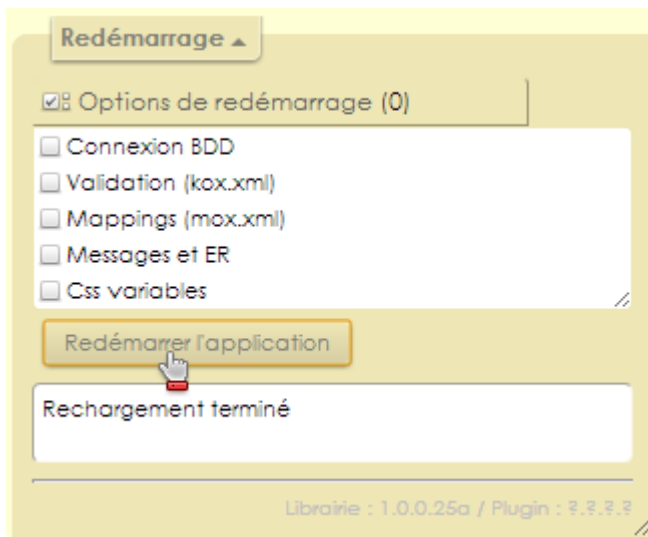 Redémarrage
Options de redémarrage (0)
Connexion BDD
Validation (kox.xml)
Mappings (mox.xml)
Messages et ER
Css variables
Redémarrer l'application
Rechargement terminé
Librairie : 1.0.0.25a / Plugin : ?.?.?.?